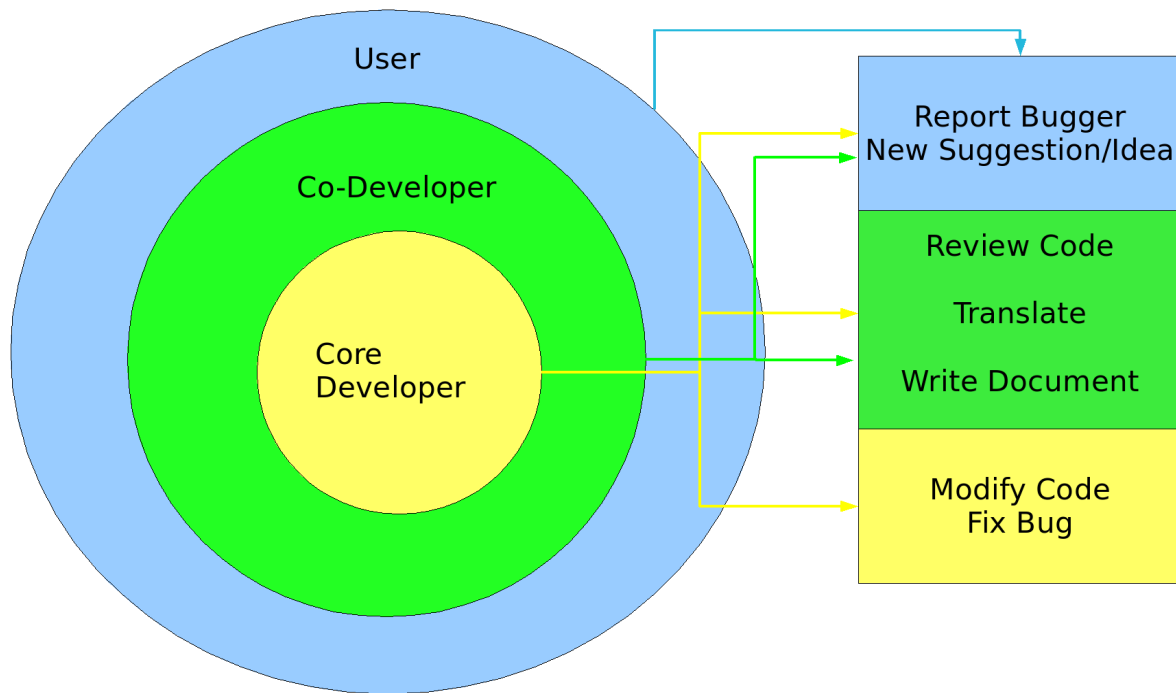 User
Co-Developer
Core
Developer
Report Bugger
New Suggestion/Idea
Review Code
Translate
Write Document
Modify Code
Fix Bug